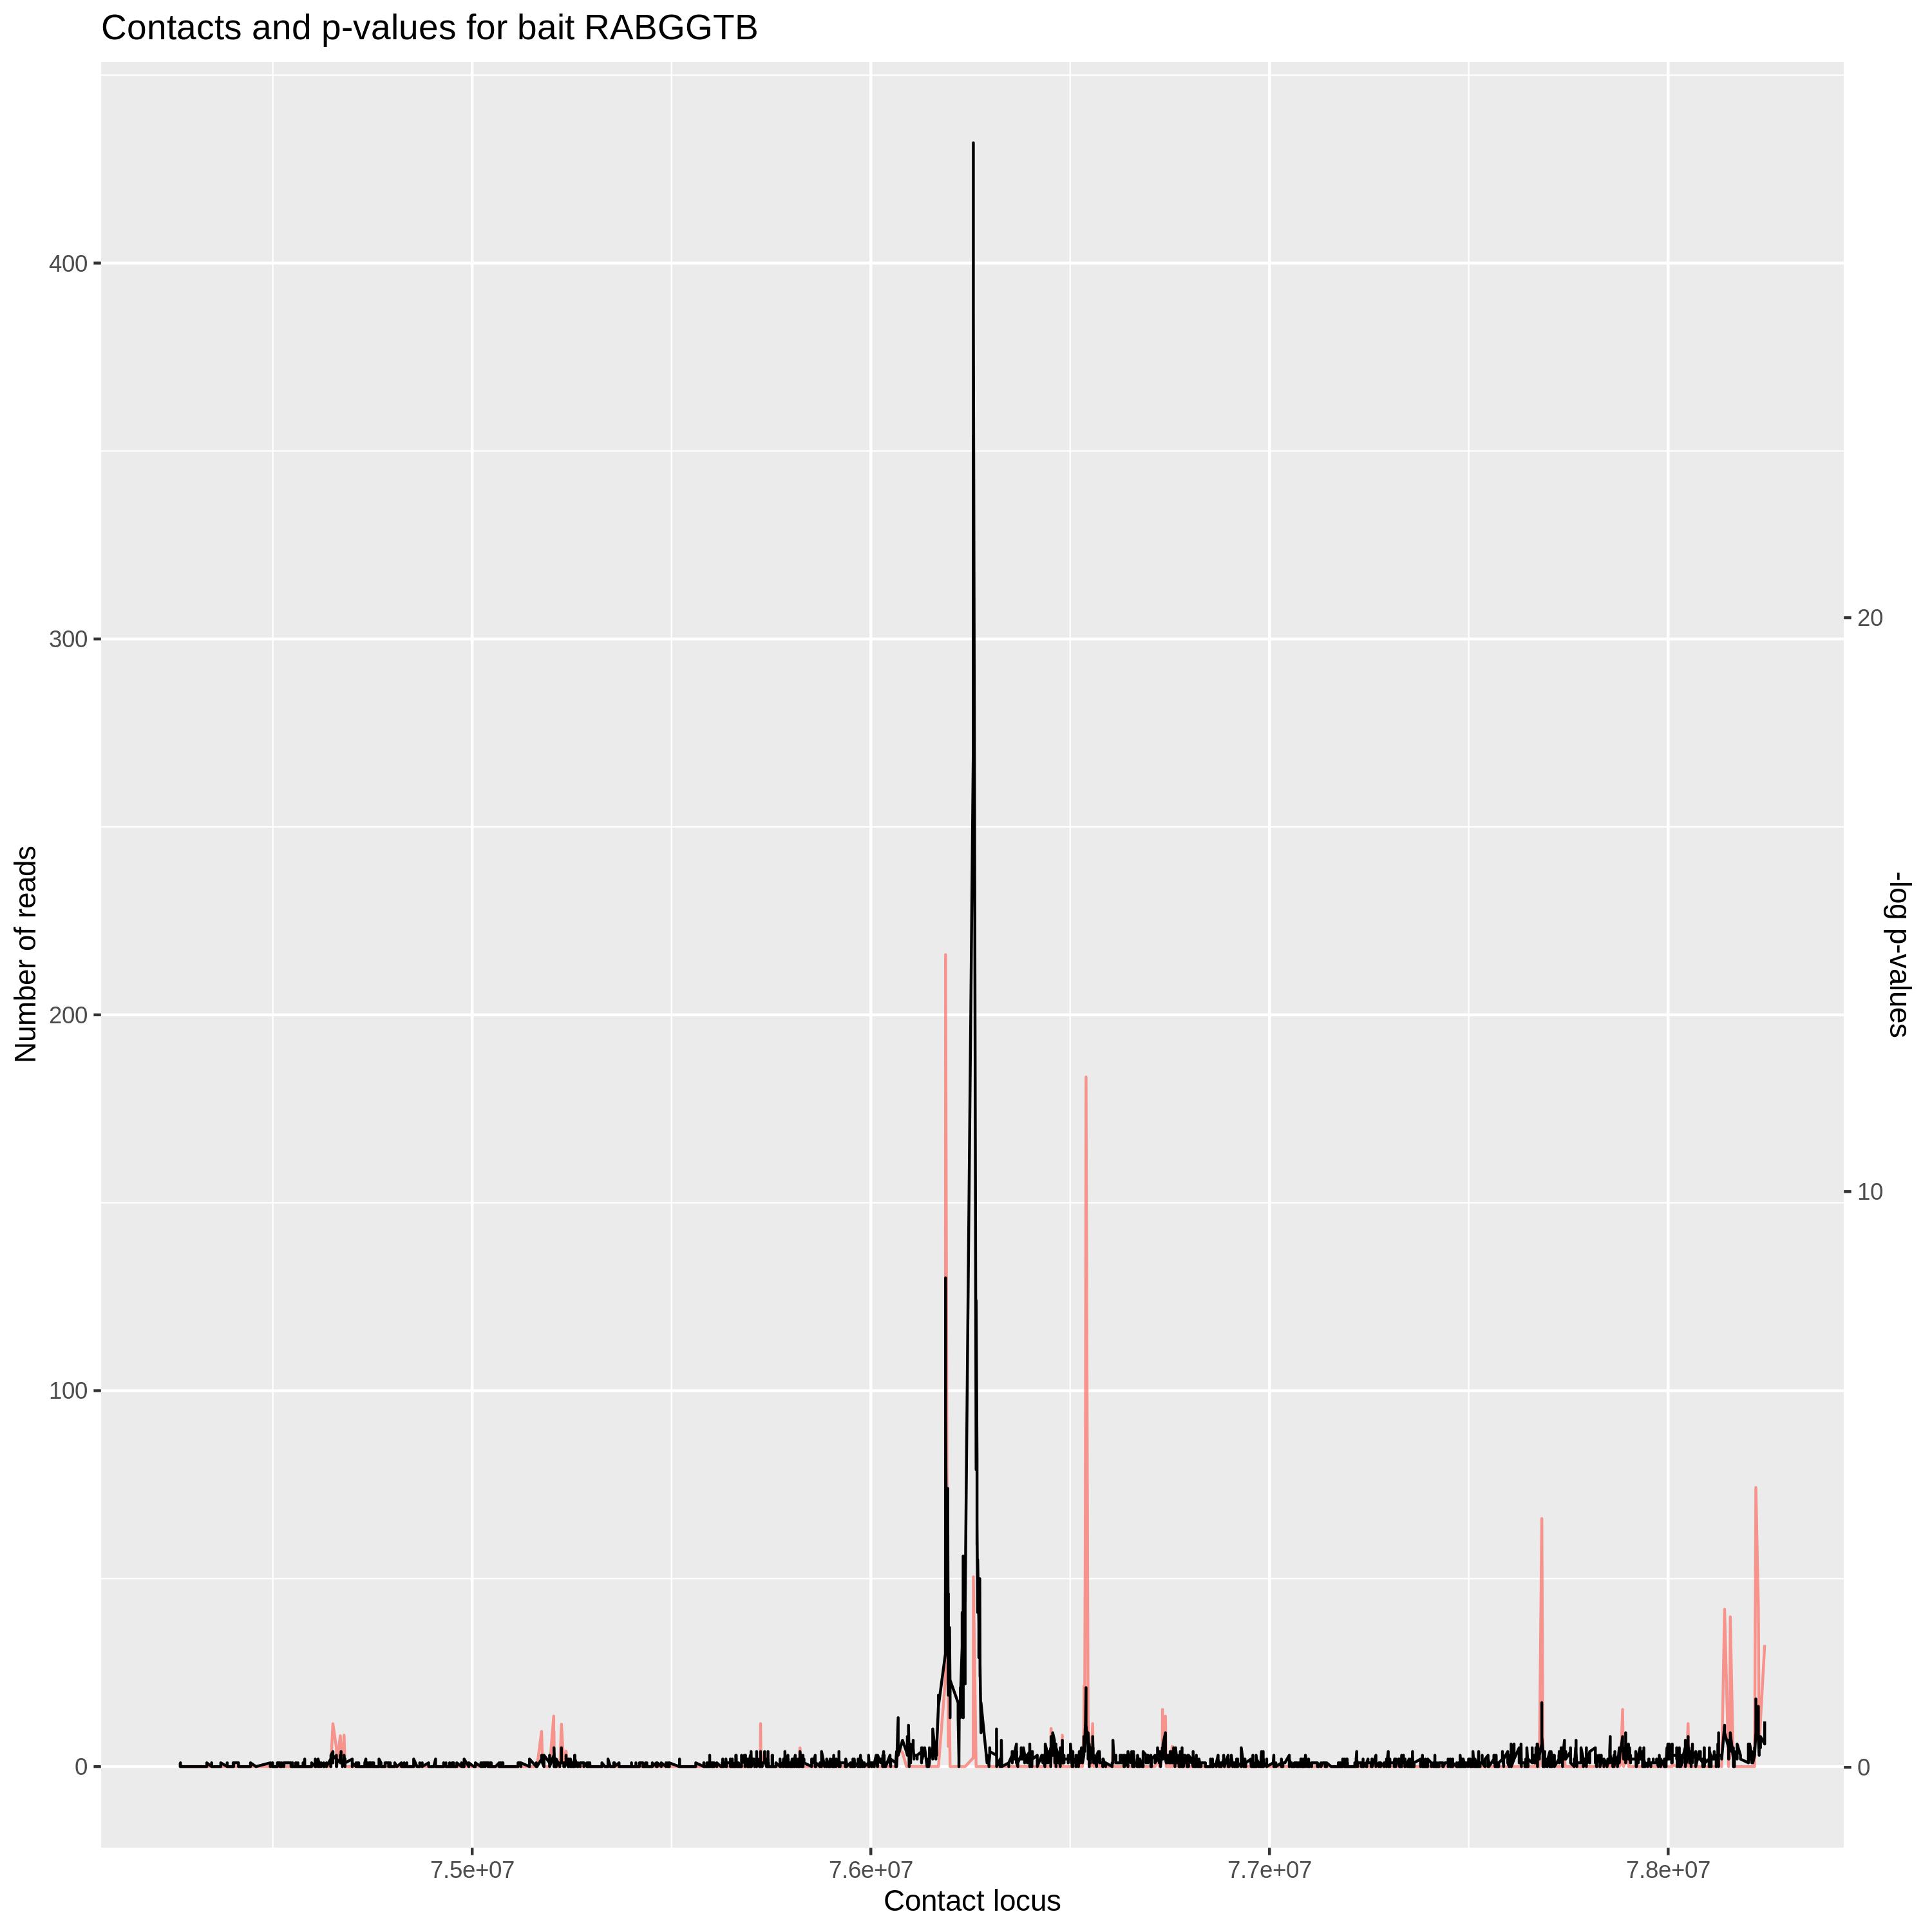 Contacts and p-values for bait RABGGTB
400
300
200
100
0
20
10
0
Number of reads
-log p-values
7.5e+07
7.6e+07
7.7e+07
7.8e+07
Contact locus